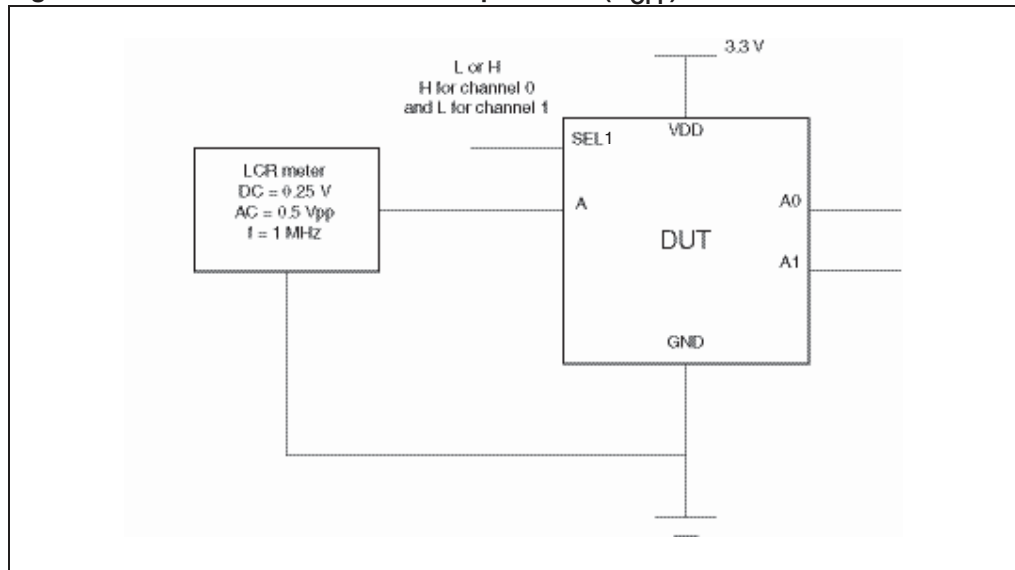 3.3 V
L or H
H for channel 0
and L for channel 1
SEL1
VDD
LCR meter
DC = 0.25 V
AC = 0.5 Vpp
f = 1 MHz
A
A0
DUT
A1
GND